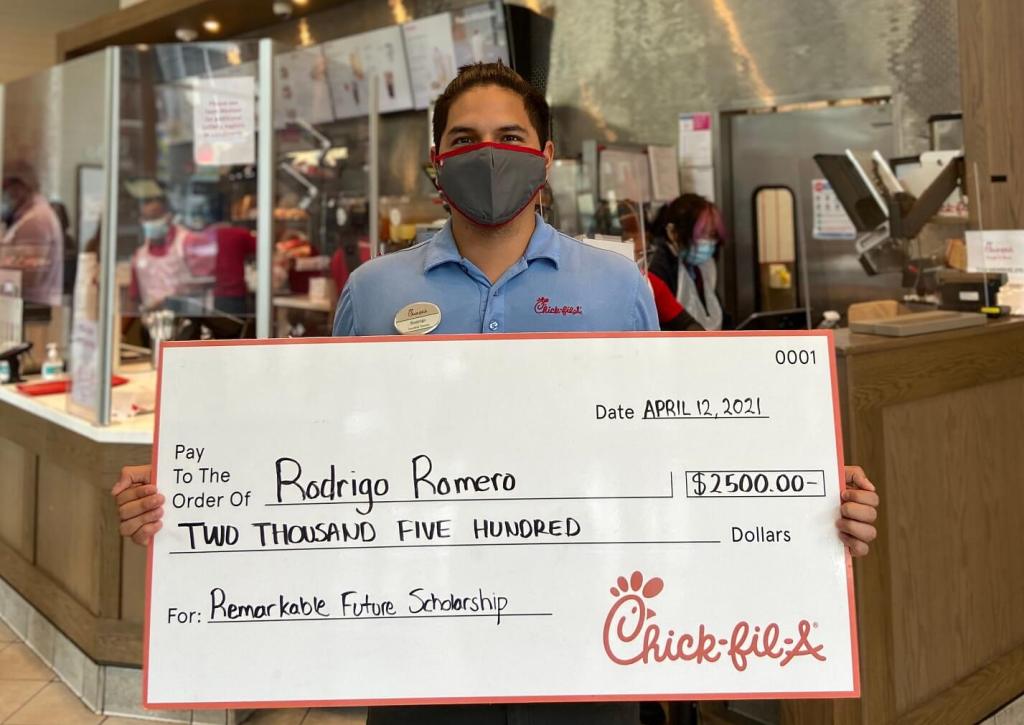 Chick-fil-A
Rodrigo
0001
Date APRIL 12, 2021
Pay
To The
Order Of Rodrigo Romero $2500.00-
TWO THOUSAND FIVE HUNDRED Dollars
For: Remarkable Future Scholarship
Chick-fil-A®